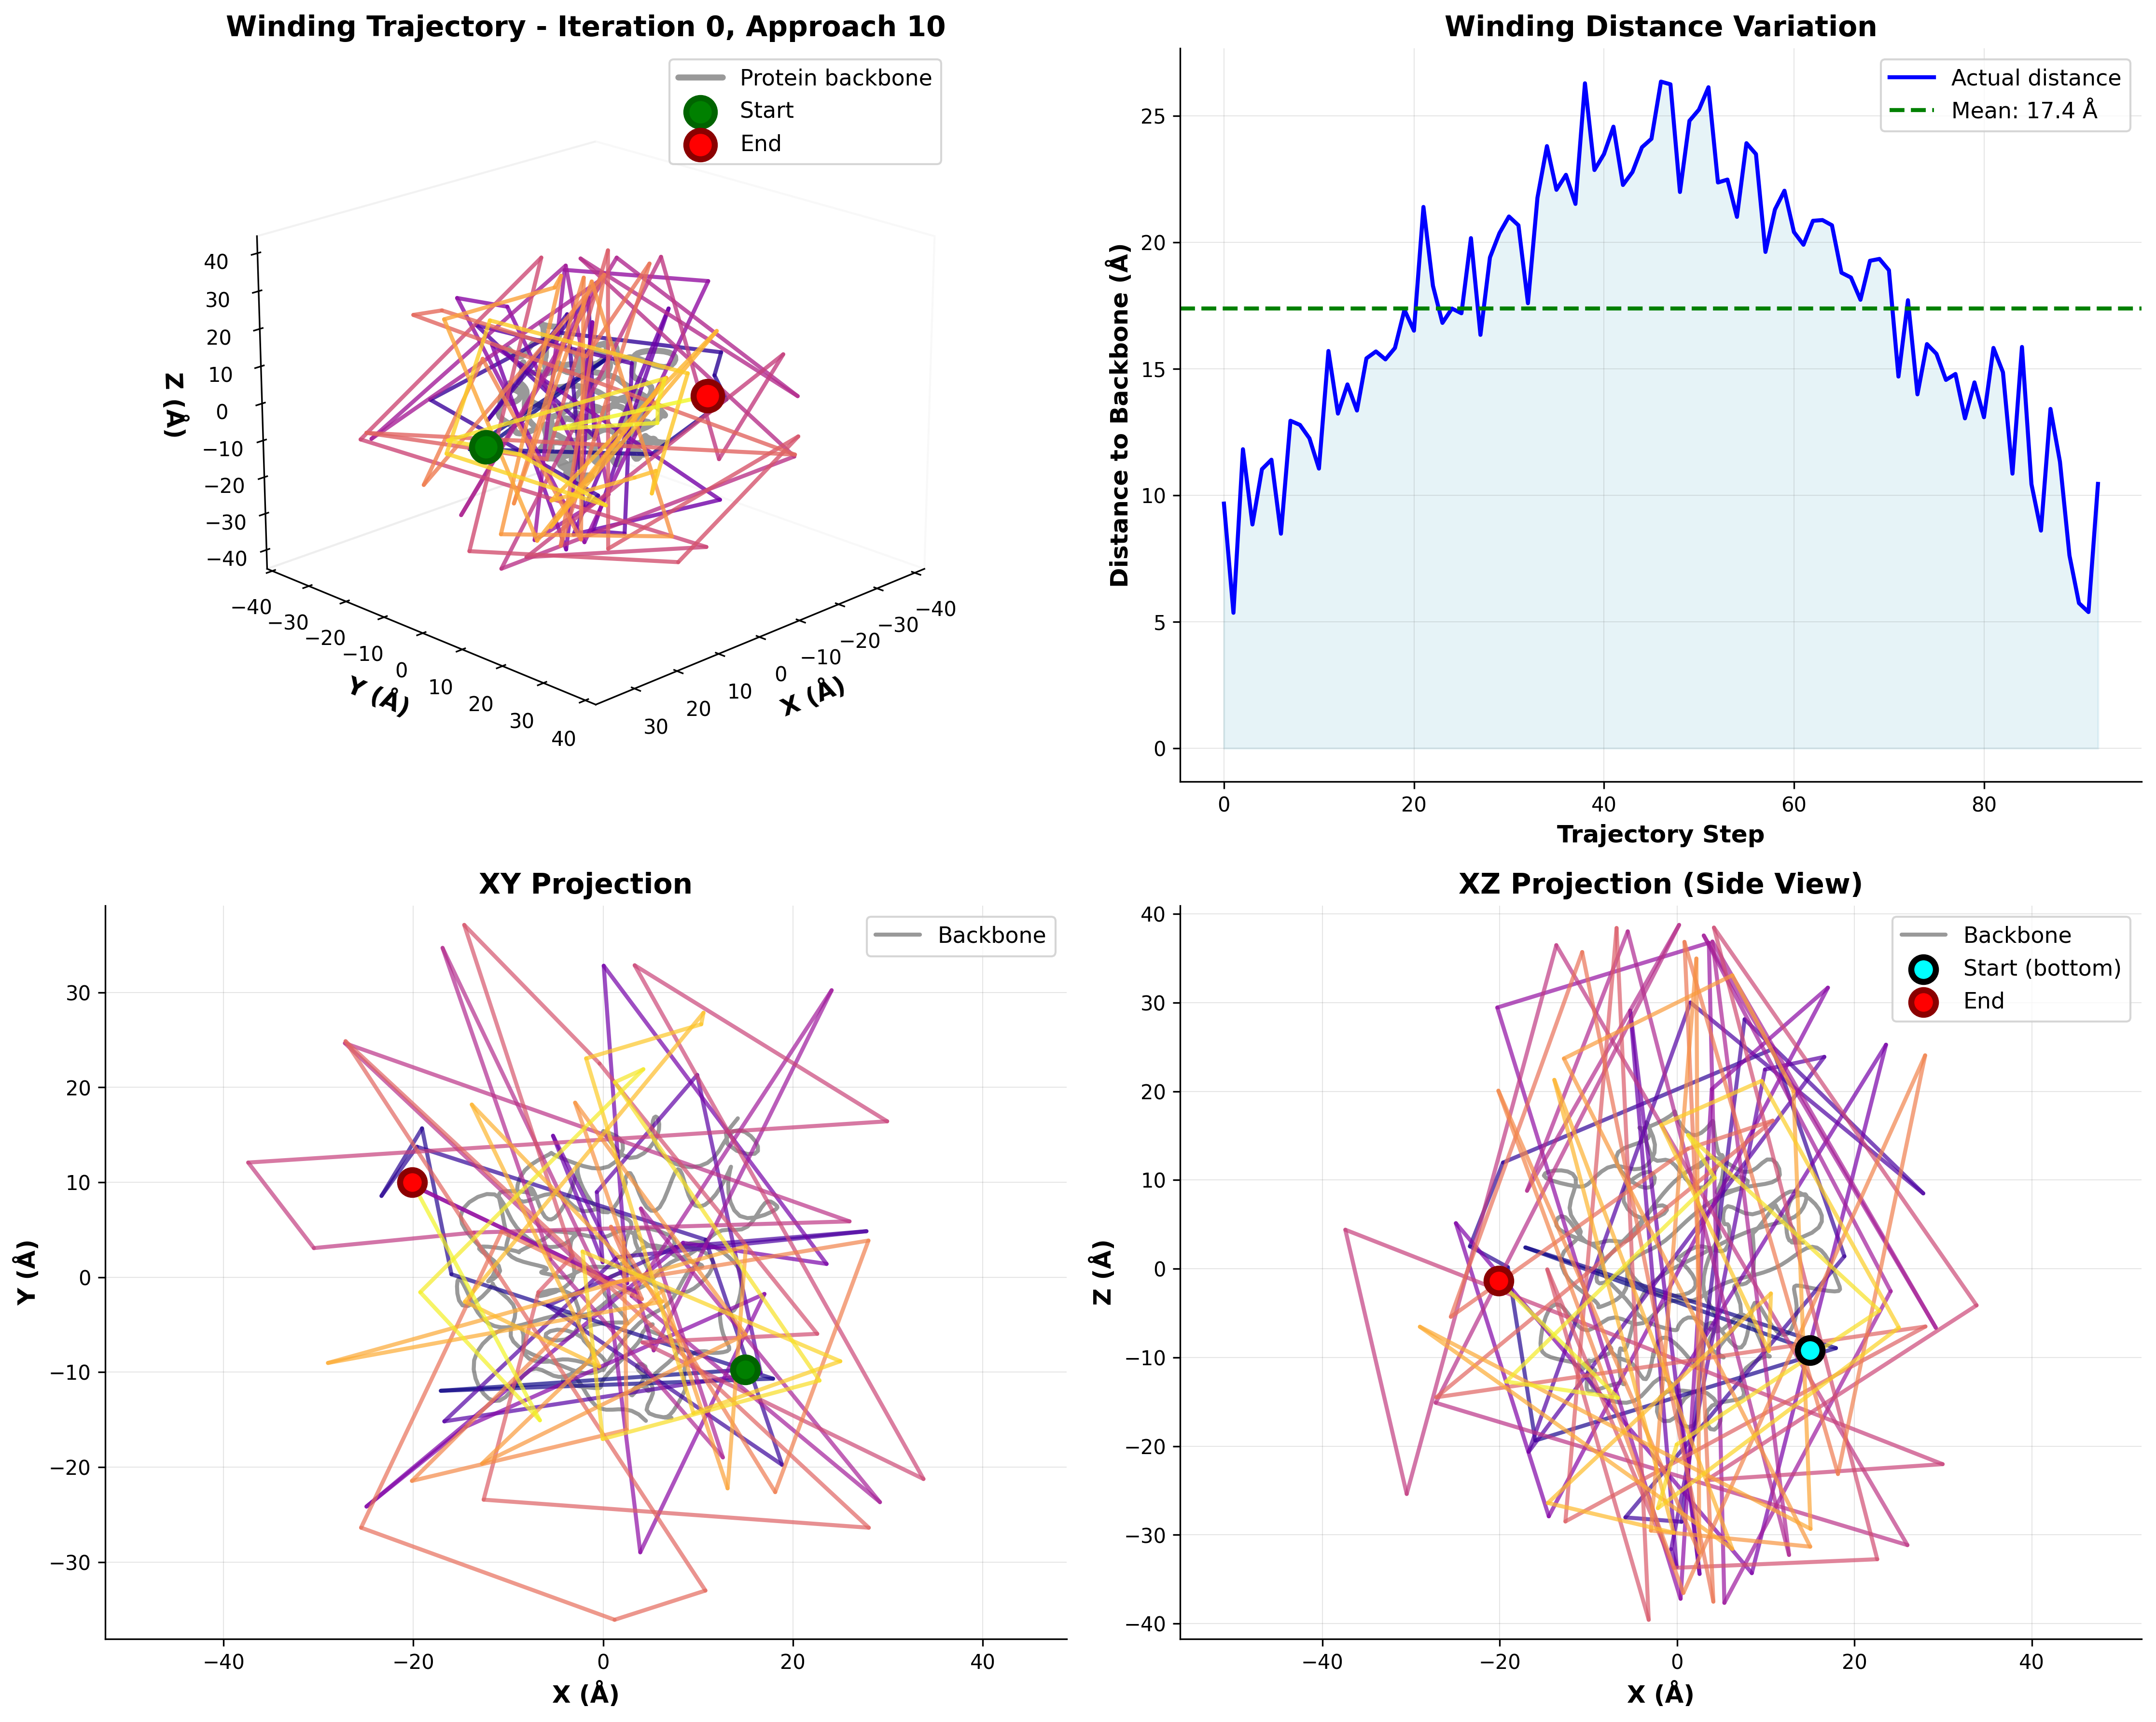 Winding Trajectory - Iteration 0, Approach 10
Protein backbone
Start
End
40
30
20
10
0
−10
−20
−30
−40
Z (Å)
−40
−30
−20
−10
0
10
20
30
40
Y (Å)
30
20
10
0
−10
−20
−30
−40
X (Å)
Winding Distance Variation
Actual distance
Mean: 17.4 Å
25
20
15
10
5
0
Distance to Backbone (Å)
0
20
40
60
80
Trajectory Step
XY Projection
Backbone
30
20
10
0
−10
−20
−30
Y (Å)
−40
−20
0
20
40
X (Å)
XZ Projection (Side View)
Backbone
Start (bottom)
End
40
30
20
10
0
−10
−20
−30
−40
Z (Å)
−40
−20
0
20
40
X (Å)